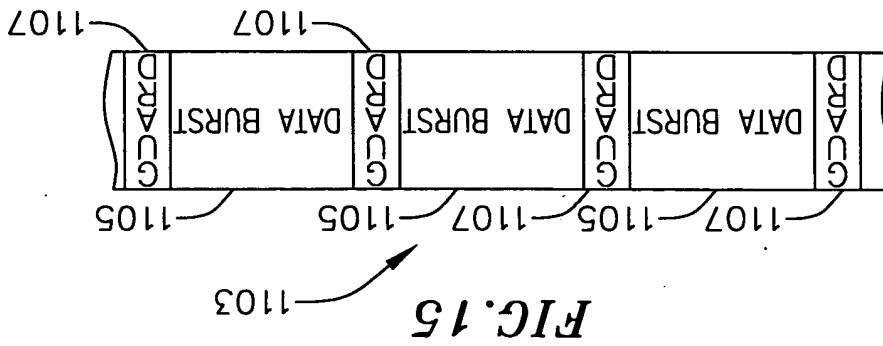 FIG. 15
1103
1107
1105
1107
1105
1105
GUARD
DATA BURST
GUARD
DATA BURST
GUARD
DATA BURST
GUARD
1107
1107